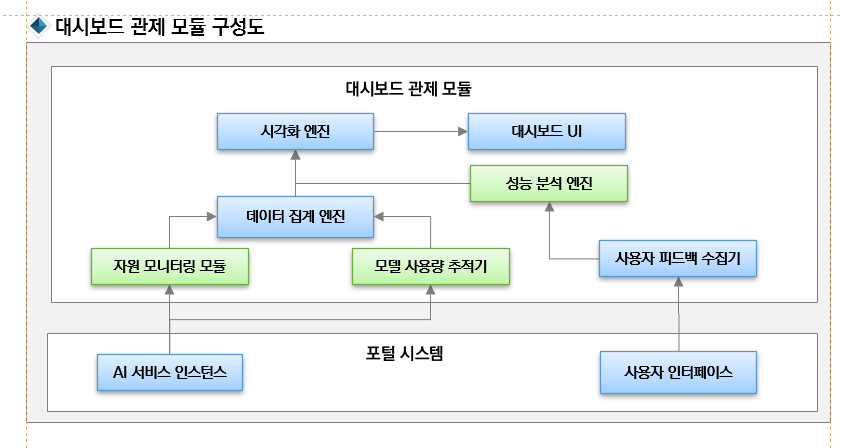 대시보드 관제 모듈 구성도
대시보드 관제 모듈
시각화 엔진
대시보드 UI
성능 분석 엔진
데이터 집계 엔진
자원 모니터링 모듈
모델 사용량 추적기
사용자 피드백 수집기
포털 시스템
AI 서비스 인스턴스
사용자 인터페이스